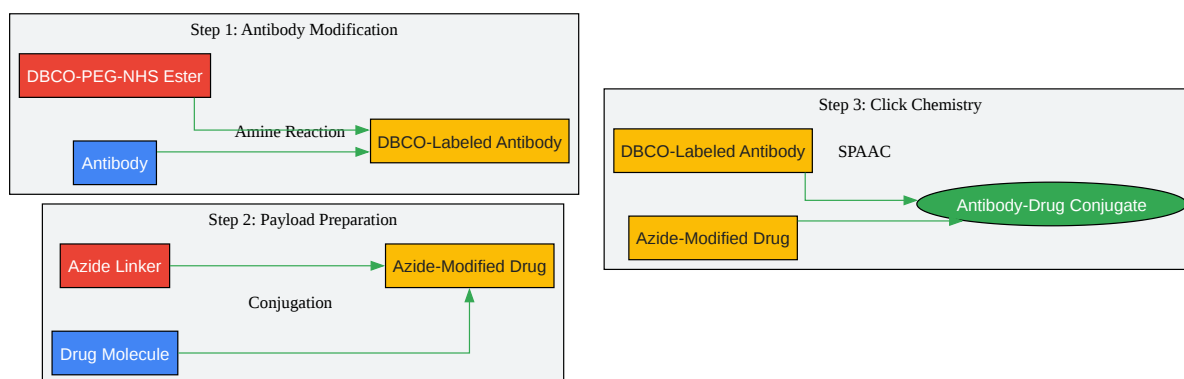 Step 1: Antibody Modification
DBCO-PEG-NHS Ester
Amine Reaction
DBCO-Labeled Antibody
Antibody
Step 2: Payload Preparation
Azide Linker
Azide-Modified Drug
Conjugation
Drug Molecule
Step 3: Click Chemistry
DBCO-Labeled Antibody
SPAAC
Antibody-Drug Conjugate
Azide-Modified Drug